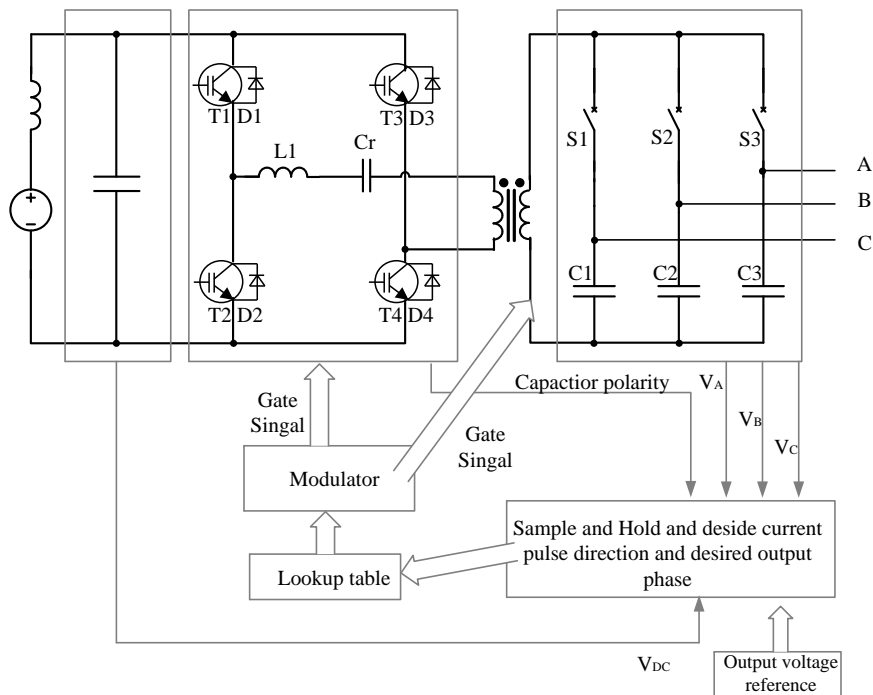 T1 D1
T3 D3
L1
Cr
S1
S2
S3
A
B
C
T2 D2
T4 D4
C1
C2
C3
Gate
Singal
Capactior polarity
VA
VB
VC
Gate
Singal
Modulator
Sample and Hold and deside current
pulse direction and desired output
phase
Lookup table
VDC
Output voltage
reference